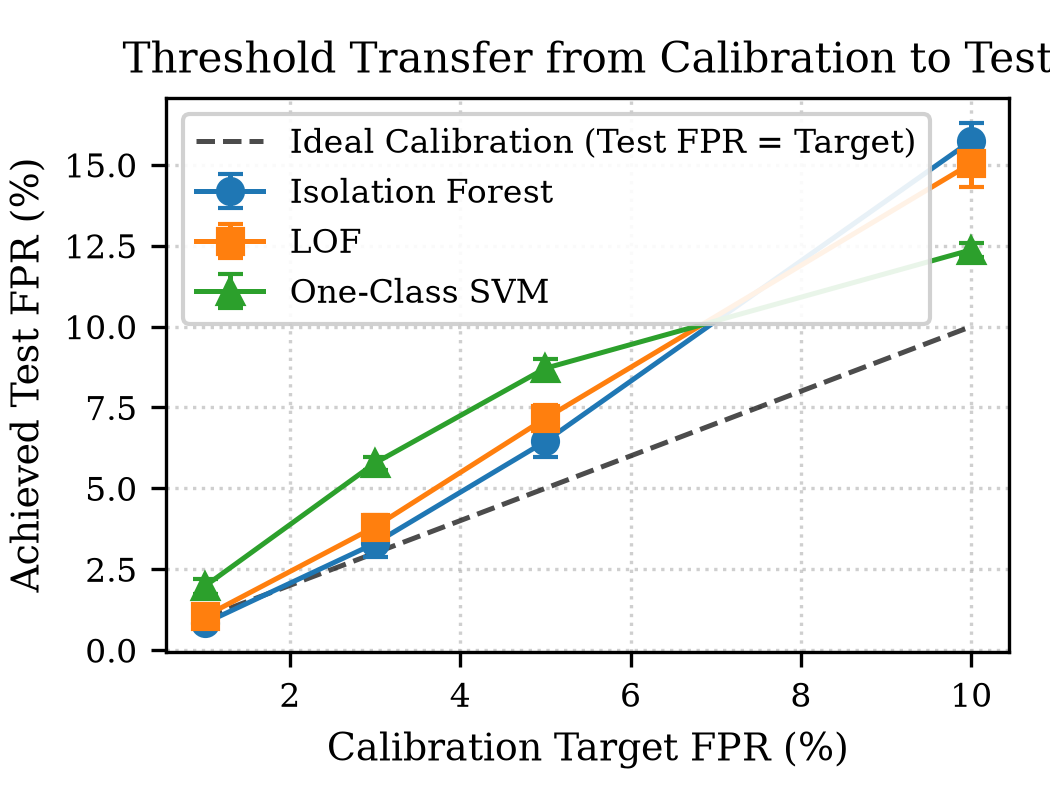 Threshold Transfer from Calibration to Test
Achieved Test FPR (%)
15.0
12.5
10.0
7.5
5.0
2.5
0.0
Ideal Calibration (Test FPR = Target)
Isolation Forest
LOF
One-Class SVM
2 4 6 8 10
Calibration Target FPR (%)